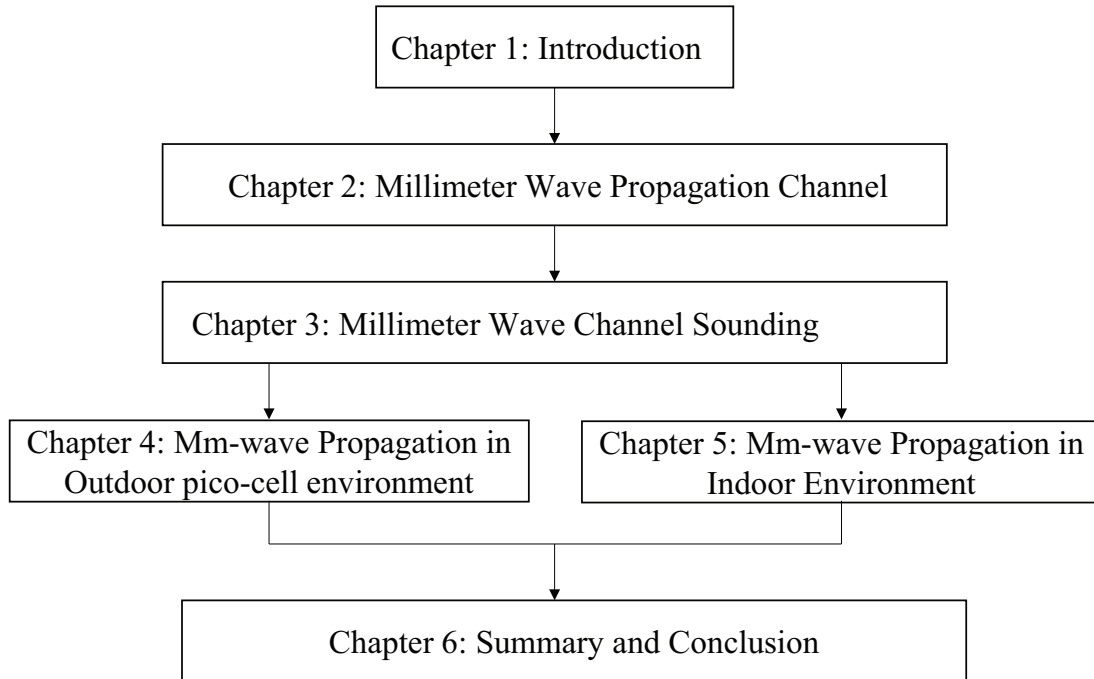 Chapter 1: Introduction
Chapter 2: Millimeter Wave Propagation Channel
Chapter 3: Millimeter Wave Channel Sounding
Chapter 4: Mm-wave Propagation in
Outdoor pico-cell environment
Chapter 5: Mm-wave Propagation in
Indoor Environment
Chapter 6: Summary and Conclusion